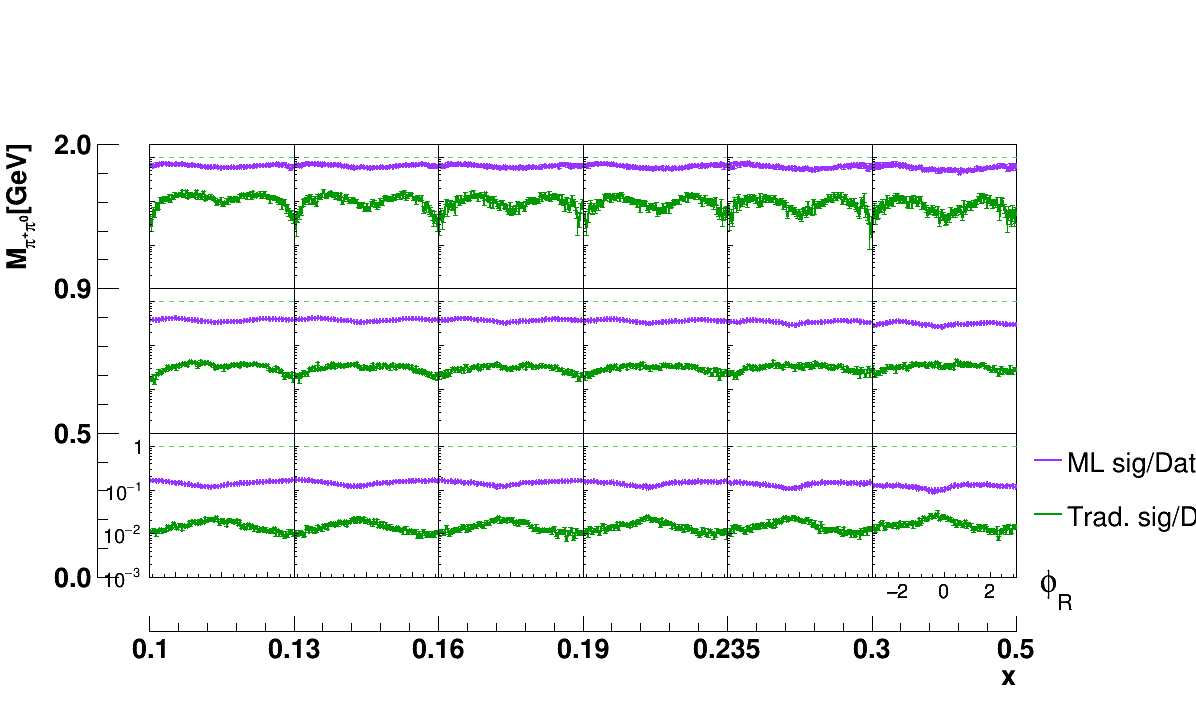 2.0
M_{π⁺π⁰}[GeV]
0.9
0.5
1
10⁻¹
10⁻²
0.0
10⁻³
ML sig/Dat
Trad. sig/D
−2 0 2
ϕ_R
0.1 0.13 0.16 0.19 0.235 0.3 0.5
x